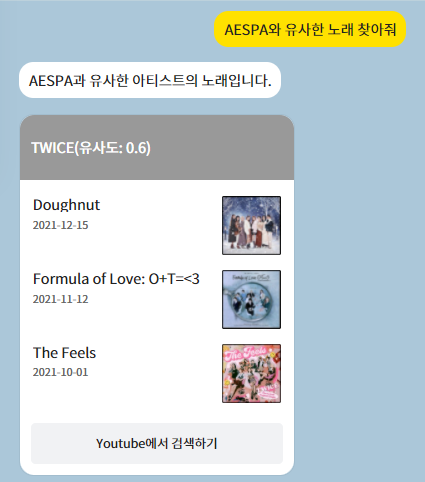 AESPA와 유사한 노래 찾아줘
AESPA과 유사한 아티스트의 노래입니다.
TWICE(유사도: 0.6)
Doughnut
2021-12-15
Formula of Love: O+T=<3
2021-11-12
The Feels
2021-10-01
The Feels
TWICE
Youtube에서 검색하기